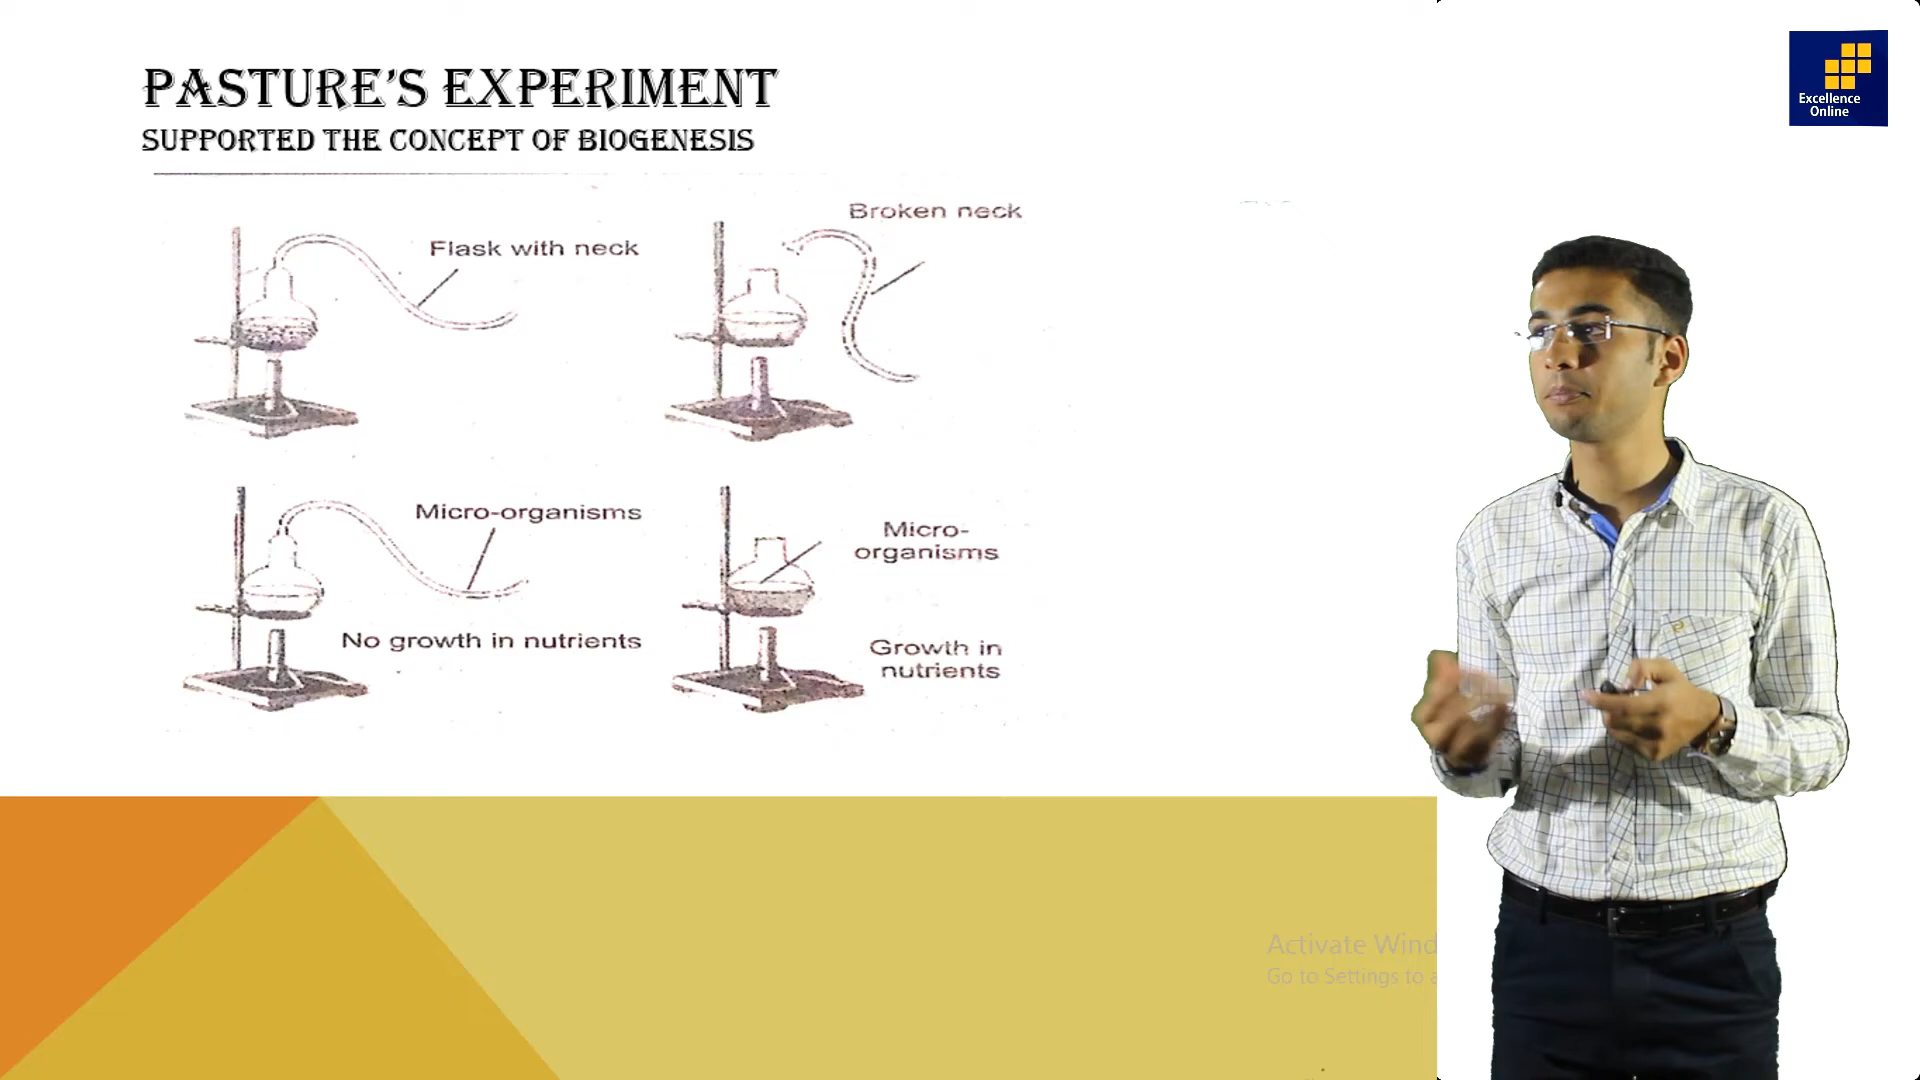 PASTURE'S EXPERIMENT
SUPPORTED THE CONCEPT OF BIOGENESIS
Excellence
Online
Flask with neck
Broken neck
Micro-organisms
No growth in nutrients
Micro-
organisms
Growth in
nutrients
Activate Wind
Go to Settings to a